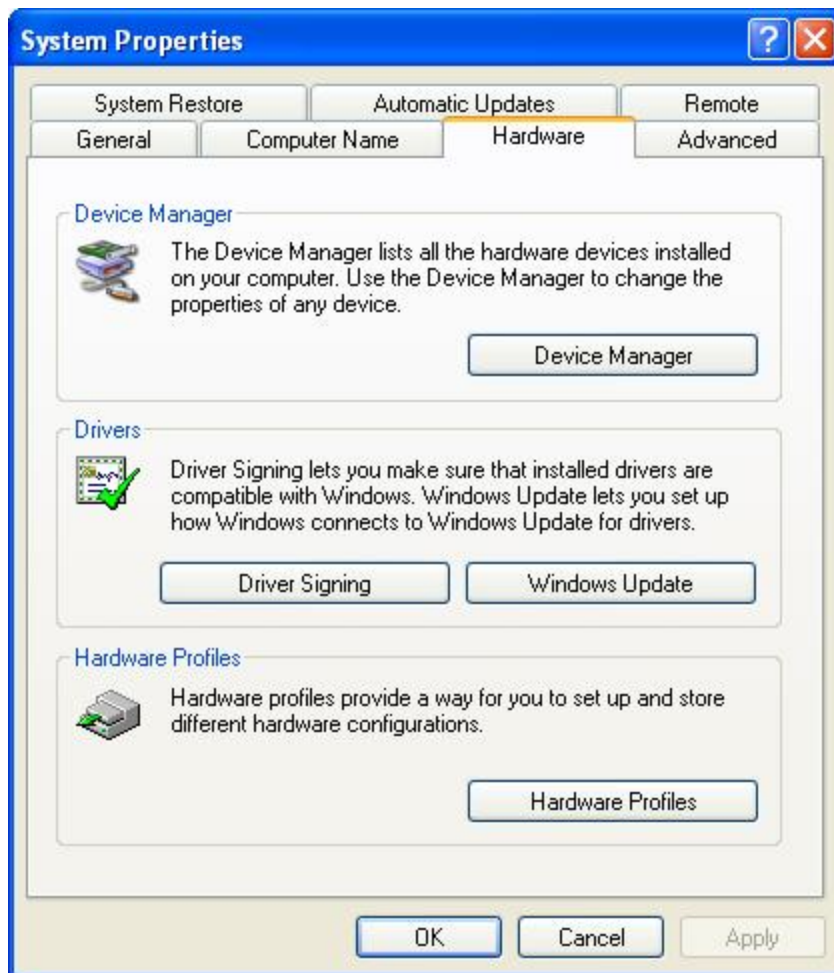 System Properties
System Restore
Automatic Updates
Remote
General
Computer Name
Hardware
Advanced
Device Manager
The Device Manager lists all the hardware devices installed
on your computer. Use the Device Manager to change the
properties of any device.
Device Manager
Drivers
Driver Signing lets you make sure that installed drivers are
compatible with Windows. Windows Update lets you set up
how Windows connects to Windows Update for drivers.
Driver Signing
Windows Update
Hardware Profiles
Hardware profiles provide a way for you to set up and store
different hardware configurations.
Hardware Profiles
OK
Cancel
Apply